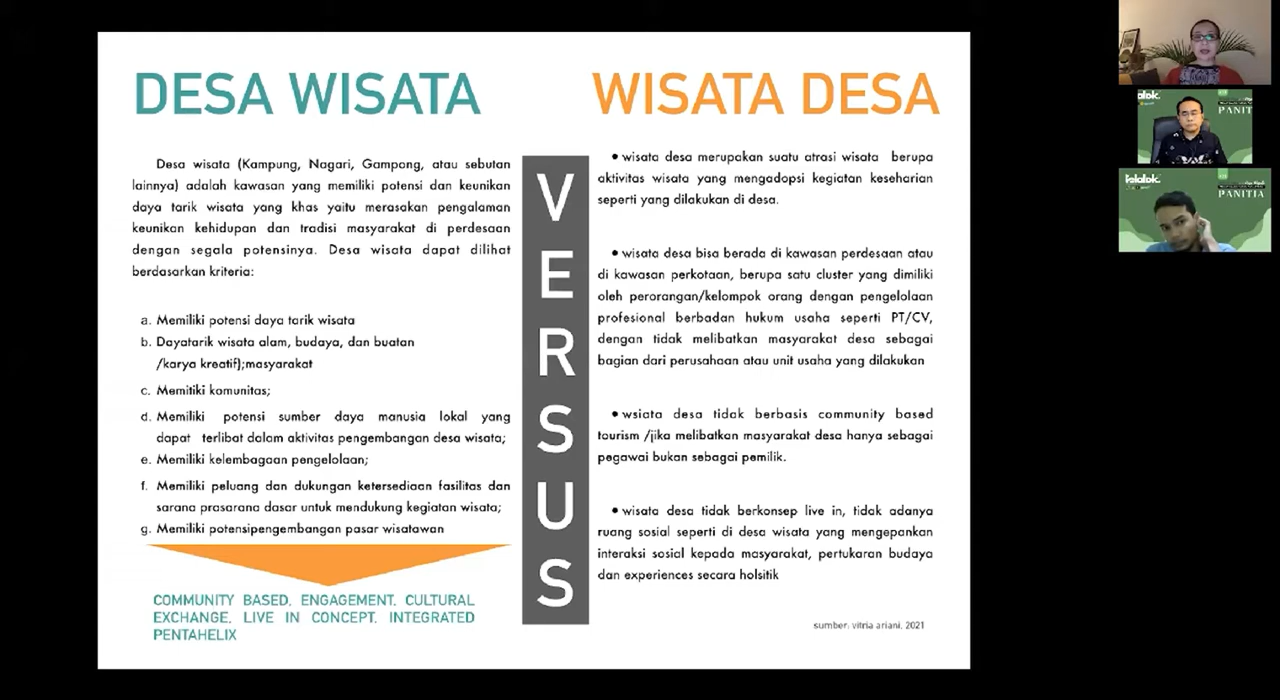 DESA WISATA
Desa wisata (Kampung, Nagari, Gampong, atau sebutan
lainnya) adalah kawasan yang memiliki potensi dan keunikan
daya tarik wisata yang khas yaitu merasakan pengalaman
keunikan kehidupan dan tradisi masyarakat di perdesaan
dengan segala potensinya. Desa wisata dapat dilihat
berdasarkan kriteria:
a. Memiliki potensi daya tarik wisata
b. Dayatarik wisata alam, budaya, dan buatan
/karya kreatif);masyarakat
c. Memitiki komunitas;
d. Memiliki potensi sumber daya manusia lokal yang
dapat terlibat dalam aktivitas pengembangan desa wisata;
e. Memiliki kelembagaan pengelolaan;
f. Memiliki peluang dan dukungan ketersediaan fasilitas dan
sarana prasarana dasar untuk mendukung kegiatan wisata;
g. Memiliki potensipengembangan pasar wisatawan
COMMUNITY BASED, ENGAGEMENT, CULTURAL
EXCHANGE, LIVE IN CONCEPT, INTEGRATED
PENTAHELIX
VERSUS
WISATA DESA
• wisata desa merupakan suatu atrasi wisata berupa
aktivitas wisata yang mengadopsi kegiatan keseharian
seperti yang dilakukan di desa.
• wisata desa bisa berada di kawasan perdesaan atau
di kawasan perkotaan, berupa satu cluster yang dimiliki
oleh perorangan/kelompok orang dengan pengelolaan
profesional berbadan hukum usaha seperti PT/CV,
dengan tidak melibatkan masyarakat desa sebagai
bagian dari perusahaan atau unit usaha yang dilakukan
• wsiata desa tidak berbasis community based
tourism /jika melibatkan masyarakat desa hanya sebagai
pegawai bukan sebagai pemilik.
• wisata desa tidak berkonsep live in, tidak adanya
ruang sosial seperti di desa wisata yang mengepankan
interaksi sosial kepada masyarakat, pertukaran budaya
dan experiences secara holsitik
sumber: vitria ariani, 2021
PANIT
PANITIA